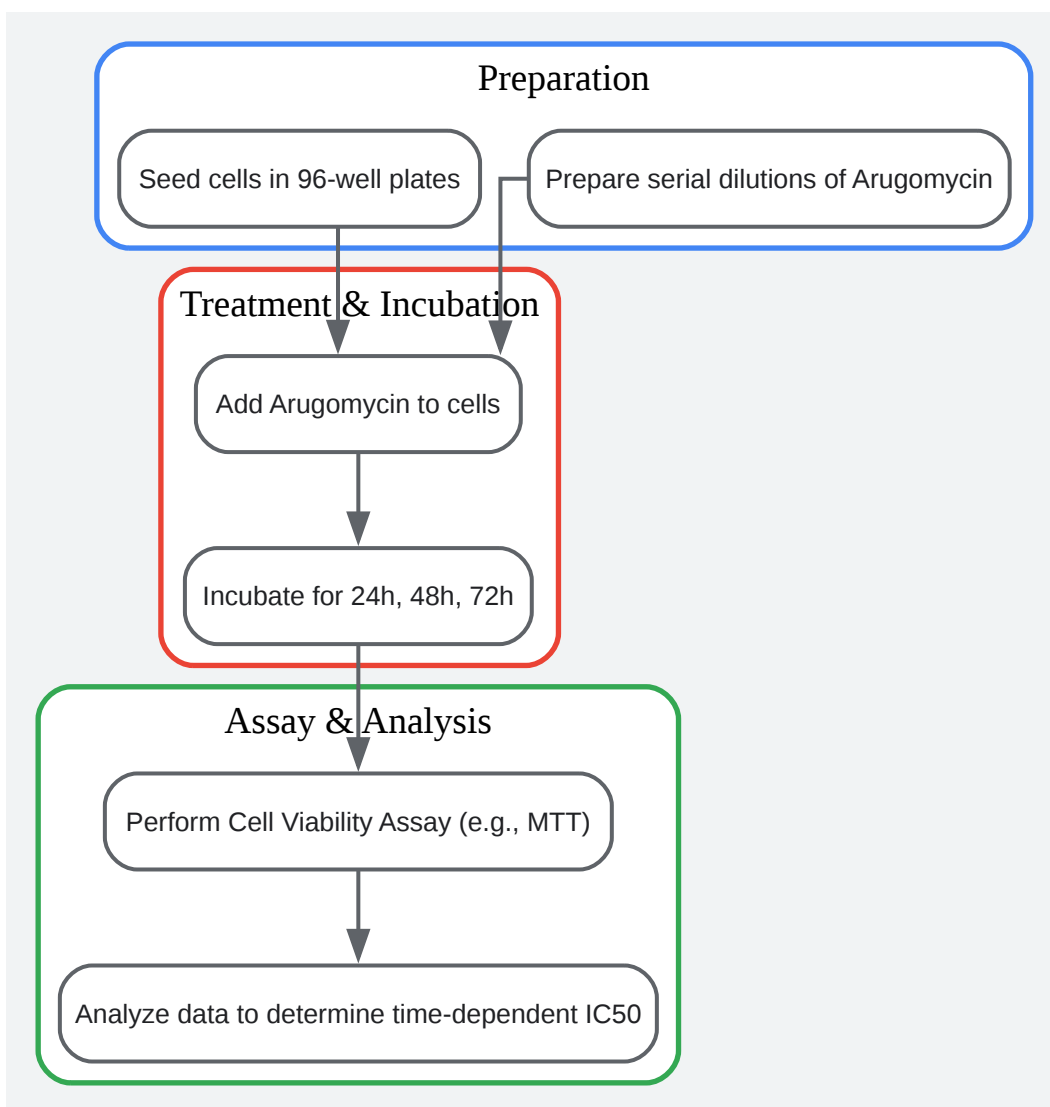 Preparation
Seed cells in 96-well plates
Prepare serial dilutions of Arugomycin
Treatment & Incubation
Add Arugomycin to cells
Incubate for 24h, 48h, 72h
Assay & Analysis
Perform Cell Viability Assay (e.g., MTT)
Analyze data to determine time-dependent IC50